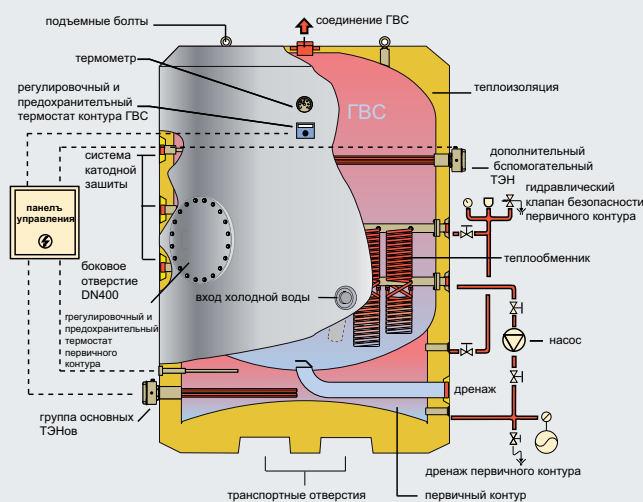 подъемные болты
соединение ГВС
термометр
теплоизоляция
регулировочный и
предохранительный
термостат контура ГВС
ГВС
система
катодной
зашиты
дополнительный
бспомогательный
ТЭН
гидравлический
клапан безопасности
первичного контура
панелъ
управления
теплообменник
боковое
отверстие
DN400
вход холодной воды
регулировочный и
предохранительный
термостат
первичного
контура
насос
дренаж
группа основных
ТЭНов
дренаж первичного контура
транспортные отверстия
первичный контур